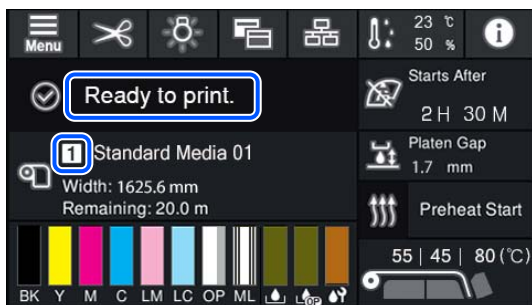 Menu
23 ℃
50 %
i
Ready to print.
Starts After
2 H 30 M
1 Standard Media 01
Width: 1625.6 mm
Remaining: 20.0 m
Platen Gap
1.7 mm
Preheat Start
55 | 45 | 80 (℃)
BK Y M C LM LC OP ML OP